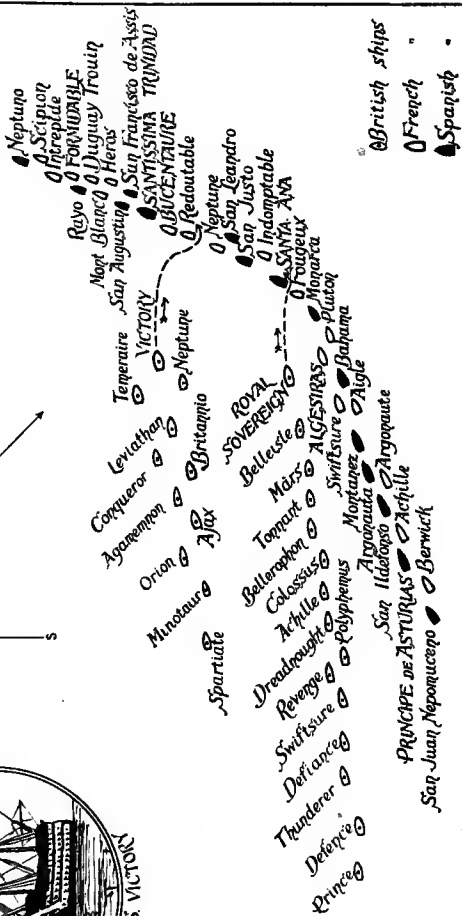 Neptuno
Scipion
Intrepide
FORMIDABLE
Duguay Trouin
Rayo
Mont Blanc
Heros
San Francisco de Assis
San Augustin
SANTISSIMA TRINIDAD
BUCENTAURE
Redoutable
Neptune
San Leandro
San Justo
Indomptable
SANTA ANA
Fougeux
Monarca
Pluton
ALGESIRAS
Bahama
Swiftsure
Aigle
Montanez
Argonauta
Argonaute
San Ildefonso
Achille
PRINCIPE DE ASTURIAS
Berwick
San Juan Nepomuceno
Temeraire
VICTORY
Neptune
Leviathan
Conqueror
Britannio
Agamemnon
Ajax
Orion
Minotaur
Spartiate
ROYAL
SOVEREIGN
Belleisle
Mars
Tonnant
Bellerophon
Colossus
Achille
Dreadnought
Polyphemus
Revenge
Swiftsure
Defiance
Thunderer
Defence
Prince
British ships
French "
Spanish "
S
VICTORY